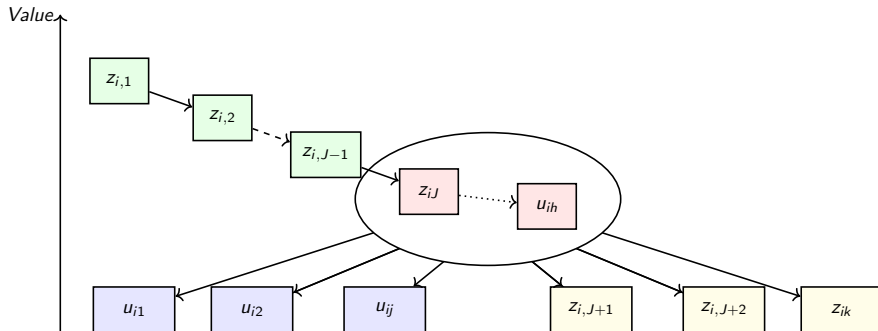 Value
z_{i,1}
z_{i,2}
z_{i,J−1}
z_{iJ}
u_{ih}
u_{i1} u_{i2} u_{ij} z_{i,J+1} z_{i,J+2} z_{ik}